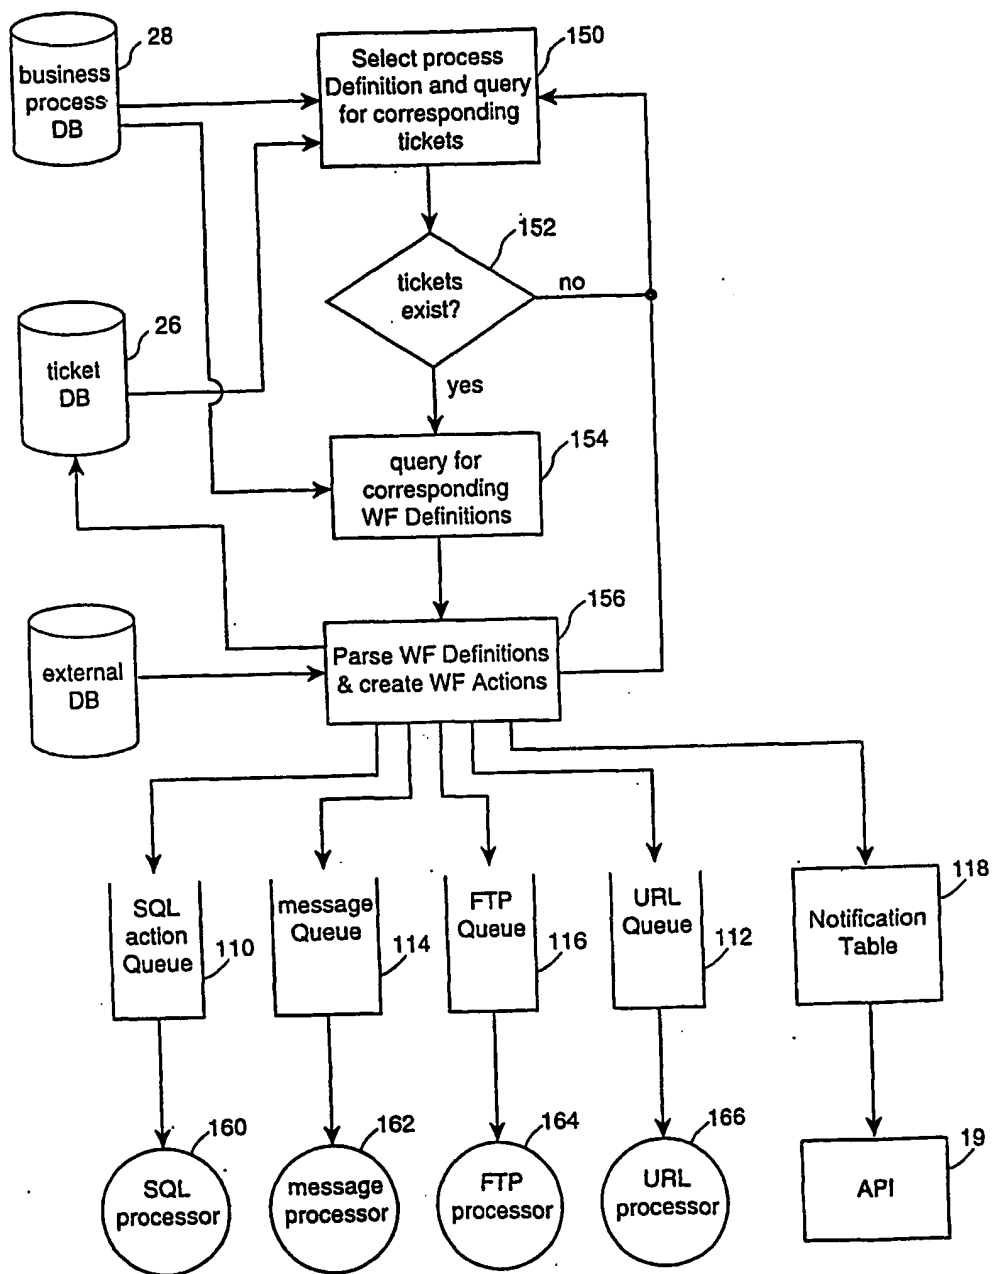 28
business
process
DB
150
Select process
Definition and query
for corresponding
tickets
152
tickets
exist?
no
yes
26
ticket
DB
154
query for
corresponding
WF Definitions
156
Parse WF Definitions
& create WF Actions
external
DB
SQL
action
Queue
110
message
Queue
114
FTP
Queue
116
URL
Queue
112
118
Notification
Table
160
SQL
processor
162
message
processor
164
FTP
processor
166
URL
processor
19
API